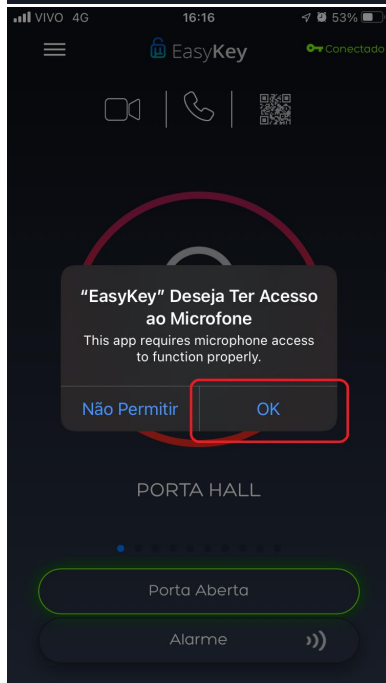 VIVO 4G 16:16 53%
EasyKey Conectado
“EasyKey” Deseja Ter Acesso
ao Microfone
This app requires microphone access
to function properly.
Não Permitir OK
PORTA HALL
Porta Aberta
Alarme